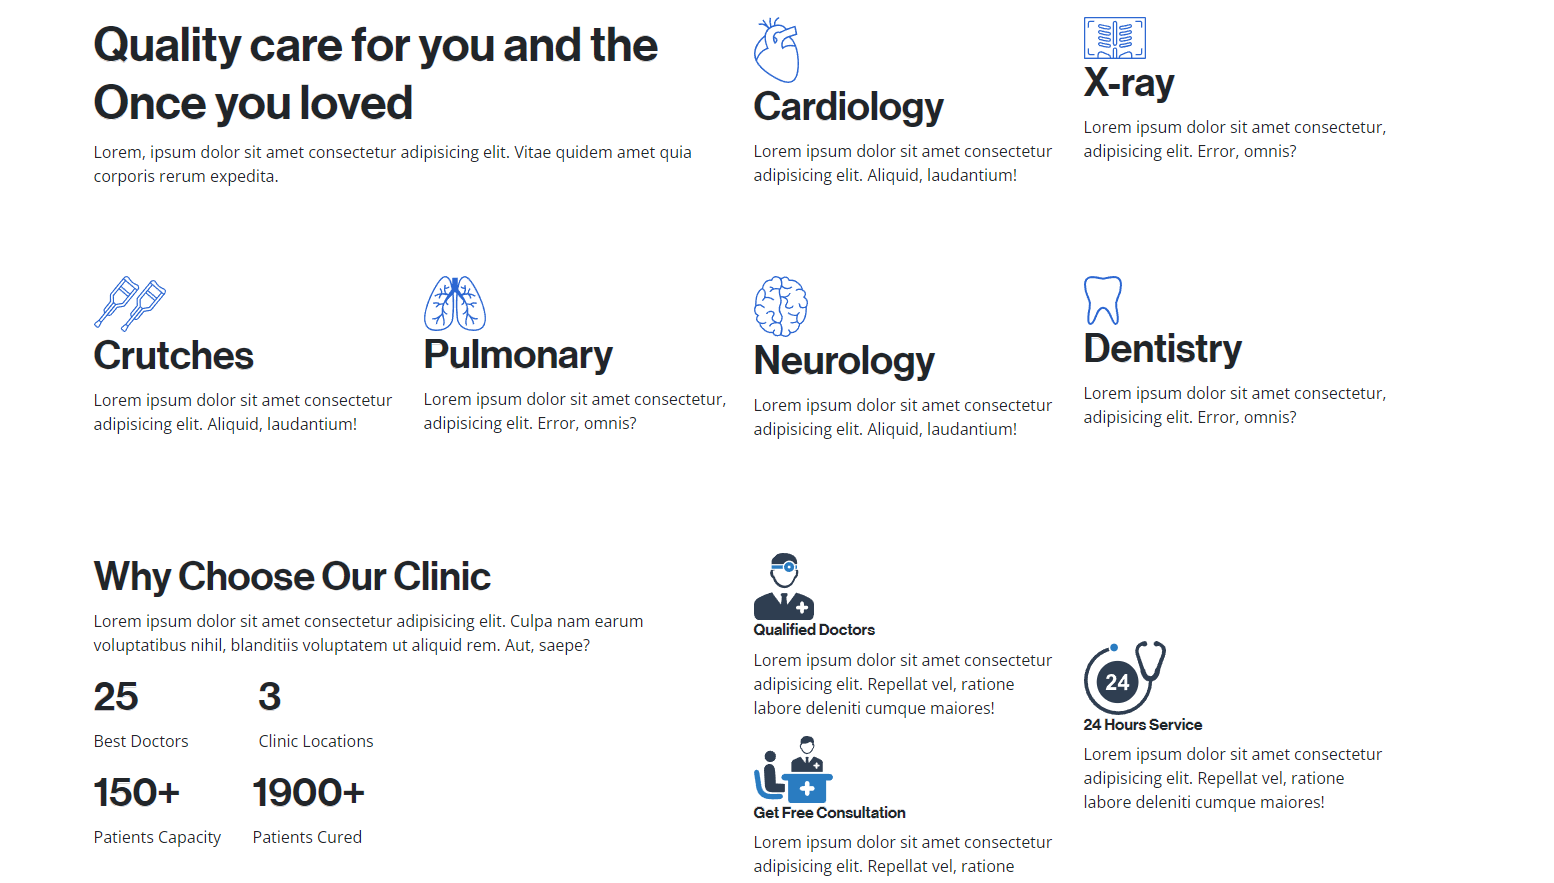 Quality care for you and the
Once you loved
Lorem, ipsum dolor sit amet consectetur adipisicing elit. Vitae quidem amet quia
corporis rerum expedita.
Cardiology
Lorem ipsum dolor sit amet consectetur
adipisicing elit. Aliquid, laudantium!
X-ray
Lorem ipsum dolor sit amet consectetur,
adipisicing elit. Error, omnis?
Crutches
Lorem ipsum dolor sit amet consectetur
adipisicing elit. Aliquid, laudantium!
Pulmonary
Lorem ipsum dolor sit amet consectetur,
adipisicing elit. Error, omnis?
Neurology
Lorem ipsum dolor sit amet consectetur
adipisicing elit. Aliquid, laudantium!
Dentistry
Lorem ipsum dolor sit amet consectetur,
adipisicing elit. Error, omnis?
Why Choose Our Clinic
Lorem ipsum dolor sit amet consectetur adipisicing elit. Culpa nam earum
voluptatibus nihil, blanditiis voluptatem ut aliquid rem. Aut, saepe?
25
Best Doctors
3
Clinic Locations
150+
Patients Capacity
1900+
Patients Cured
Qualified Doctors
Lorem ipsum dolor sit amet consectetur
adipisicing elit. Repellat vel, ratione
labore deleniti cumque maiores!
Get Free Consultation
Lorem ipsum dolor sit amet consectetur
adipisicing elit. Repellat vel, ratione
24
24 Hours Service
Lorem ipsum dolor sit amet consectetur
adipisicing elit. Repellat vel, ratione
labore deleniti cumque maiores!